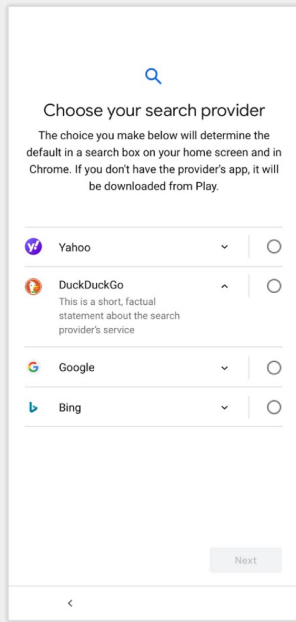 Choose your search provider
The choice you make below will determine the
default in a search box on your home screen and in
Chrome. If you don't have the provider's app, it will
be downloaded from Play.
Yahoo
DuckDuckGo
This is a short, factual
statement about the search
provider's service
Google
Bing
Next